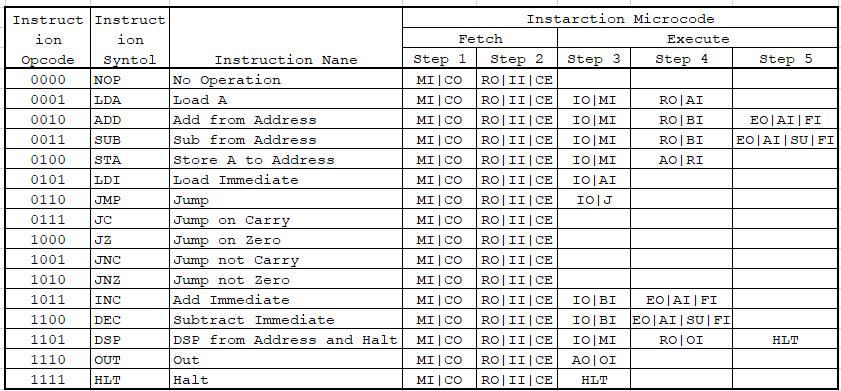 Instruct Instruct Instarction Microcode
ion ion Fetch Execute
Opcode Syntol Instruction Nane Step 1 Step 2 Step 3 Step 4 Step 5
0000 NOP No Operation MI|CO RO|II|CE
0001 LDA Load A MI|CO RO|II|CE IO|MI RO|AI
0010 ADD Add from Address MI|CO RO|II|CE IO|MI RO|BI EO|AI|FI
0011 SUB Sub from Address MI|CO RO|II|CE IO|MI RO|BI EO|AI|SU|FI
0100 STA Store A to Address MI|CO RO|II|CE IO|MI AO|RI
0101 LDI Load Immediate MI|CO RO|II|CE IO|AI
0110 JMP Jump MI|CO RO|II|CE IO|J
0111 JC Jump on Carry MI|CO RO|II|CE
1000 JZ Jump on Zero MI|CO RO|II|CE
1001 JNC Jump not Carry MI|CO RO|II|CE
1010 JNZ Jump not Zero MI|CO RO|II|CE
1011 INC Add Immediate MI|CO RO|II|CE IO|BI EO|AI|FI
1100 DEC Subtract Immediate MI|CO RO|II|CE IO|BI EO|AI|SU|FI
1101 DSP DSP from Address and Halt MI|CO RO|II|CE IO|MI RO|OI HLT
1110 OUT Out MI|CO RO|II|CE AO|OI
1111 HLT Halt MI|CO RO|II|CE HLT